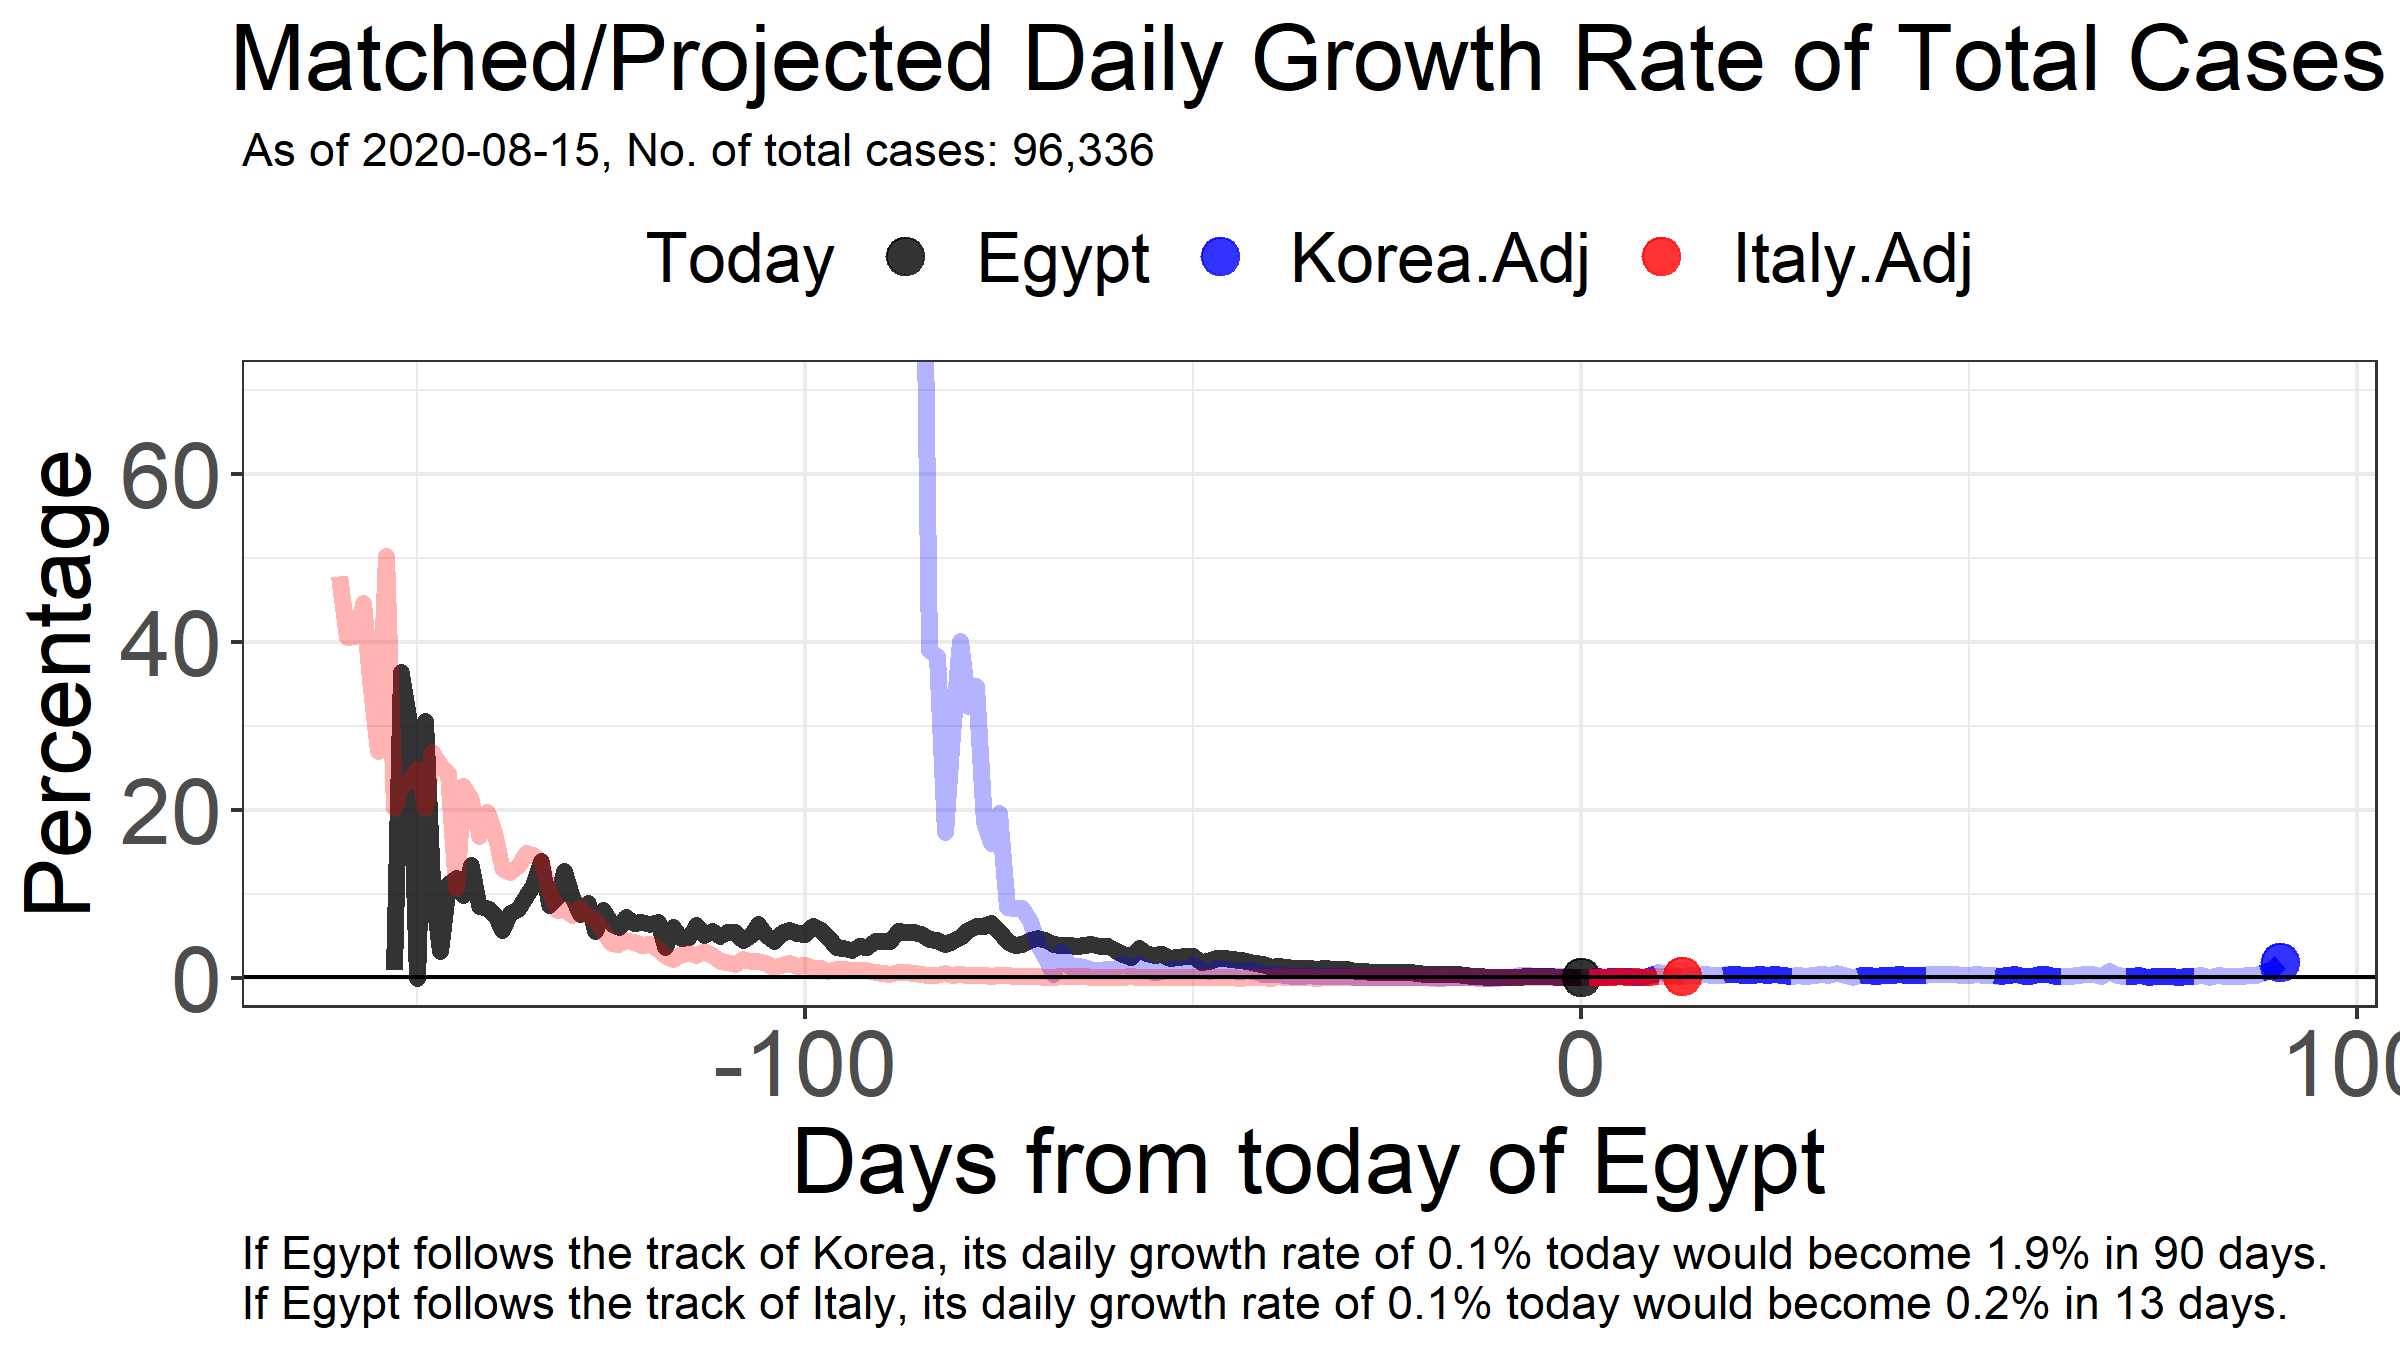 Matched/Projected Daily Growth Rate of Total Cases
As of 2020-08-15, No. of total cases: 96,336
Today Egypt Korea.Adj Italy.Adj
Percentage
60
40
20
0
-100 0 100
Days from today of Egypt
If Egypt follows the track of Korea, its daily growth rate of 0.1% today would become 1.9% in 90 days.
If Egypt follows the track of Italy, its daily growth rate of 0.1% today would become 0.2% in 13 days.